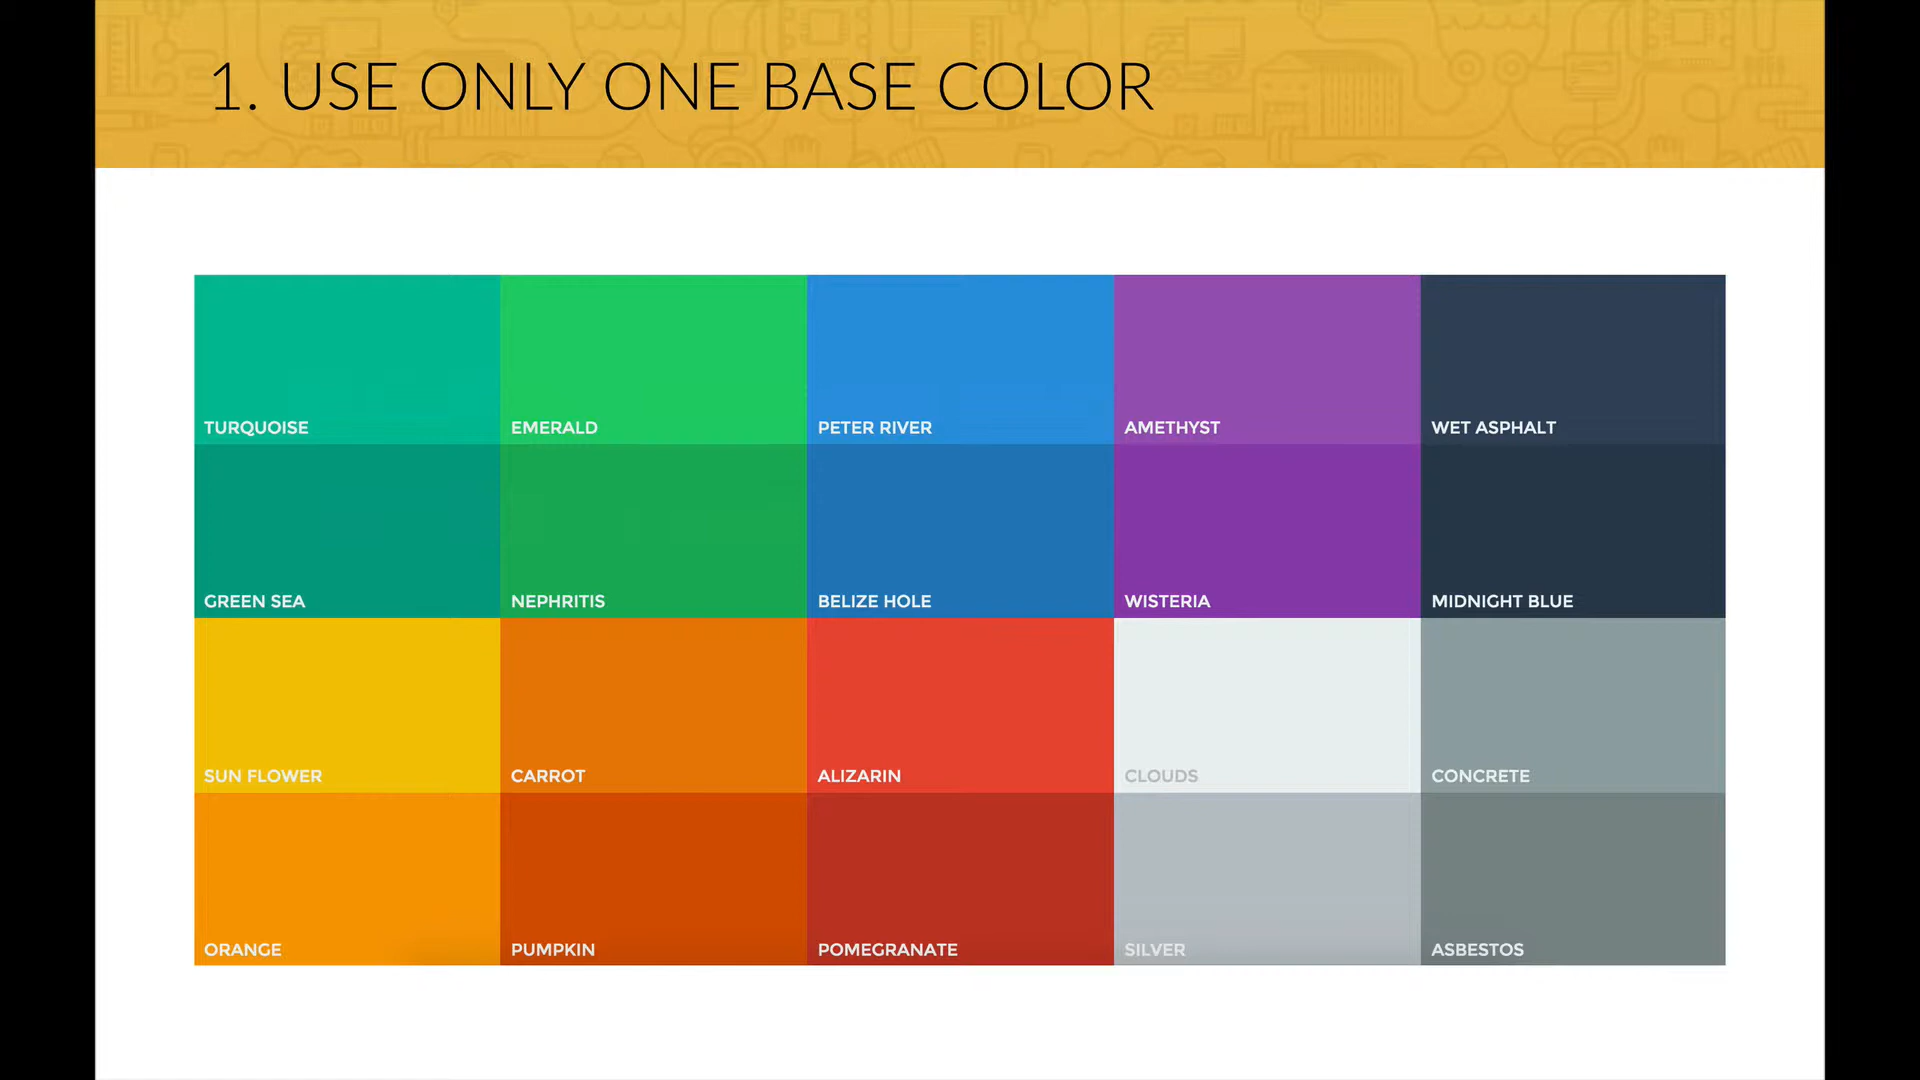 1. USE ONLY ONE BASE COLOR
TURQUOISE
EMERALD
PETER RIVER
AMETHYST
WET ASPHALT
GREEN SEA
NEPHRITIS
BELIZE HOLE
WISTERIA
MIDNIGHT BLUE
SUN FLOWER
CARROT
ALIZARIN
CLOUDS
CONCRETE
ORANGE
PUMPKIN
POMEGRANATE
SILVER
ASBESTOS